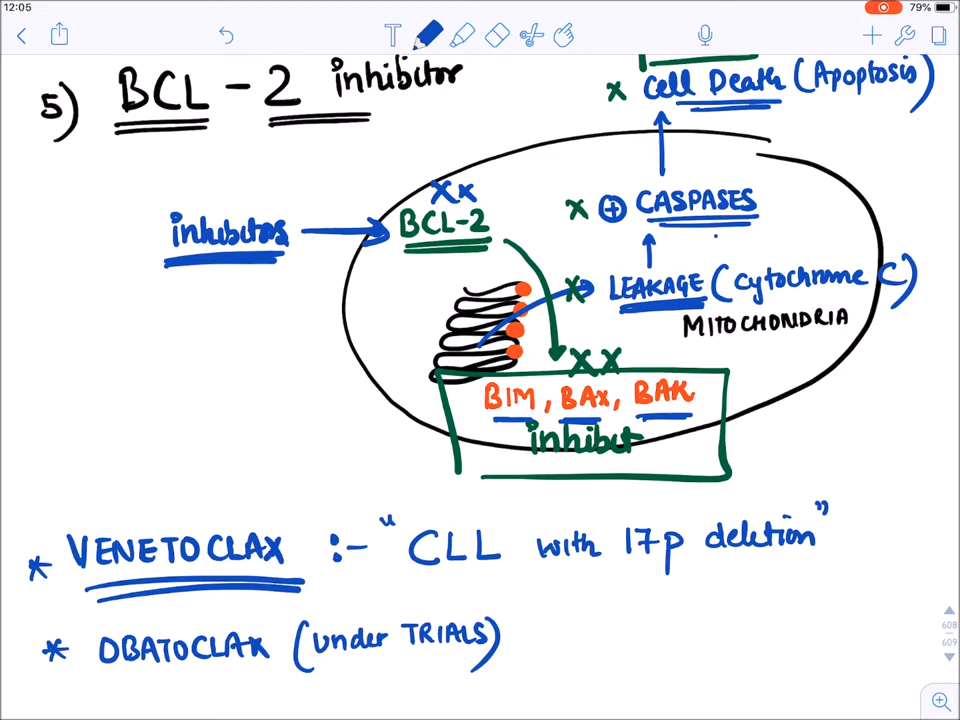 12:05
79%
T
5) BCL-2 inhibitor
x Cell Death (Apoptosis)
XX
x + CASPASES
inhibitors
BCL-2
x LEAKAGE (Cytochrome C)
MITOCHONDRIA
XX
BIM, BAX, BAK
inhibit
* VENETOCLAX :- "CLL with 17p deletion"
* OBATOCLAX (under TRIALS)
608
609